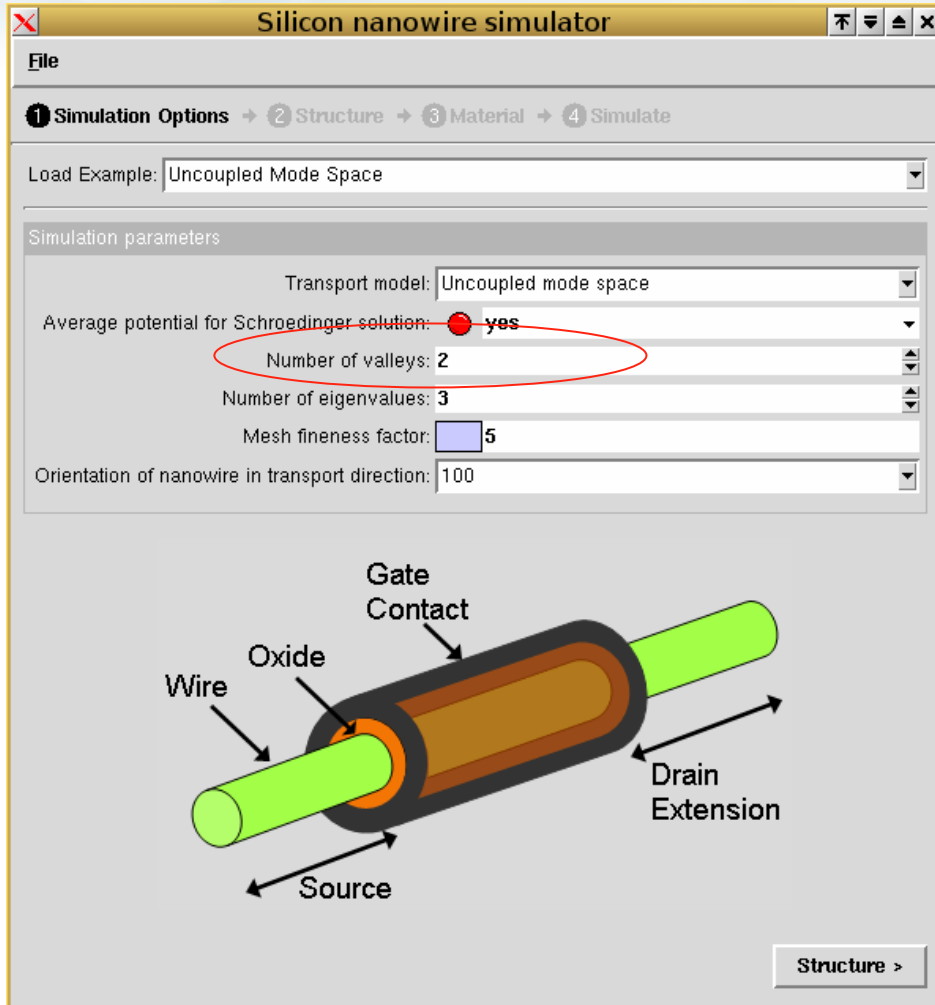 Silicon nanowire simulator
File
1 Simulation Options → 2 Structure → 3 Material → 4 Simulate
Load Example: Uncoupled Mode Space
Simulation parameters
Transport model: Uncoupled mode space
Average potential for Schroedinger solution: yes
Number of valleys: 2
Number of eigenvalues: 3
Mesh fineness factor: 5
Orientation of nanowire in transport direction: 100
Gate
Contact
Oxide
Wire
Drain
Extension
Source
Structure >